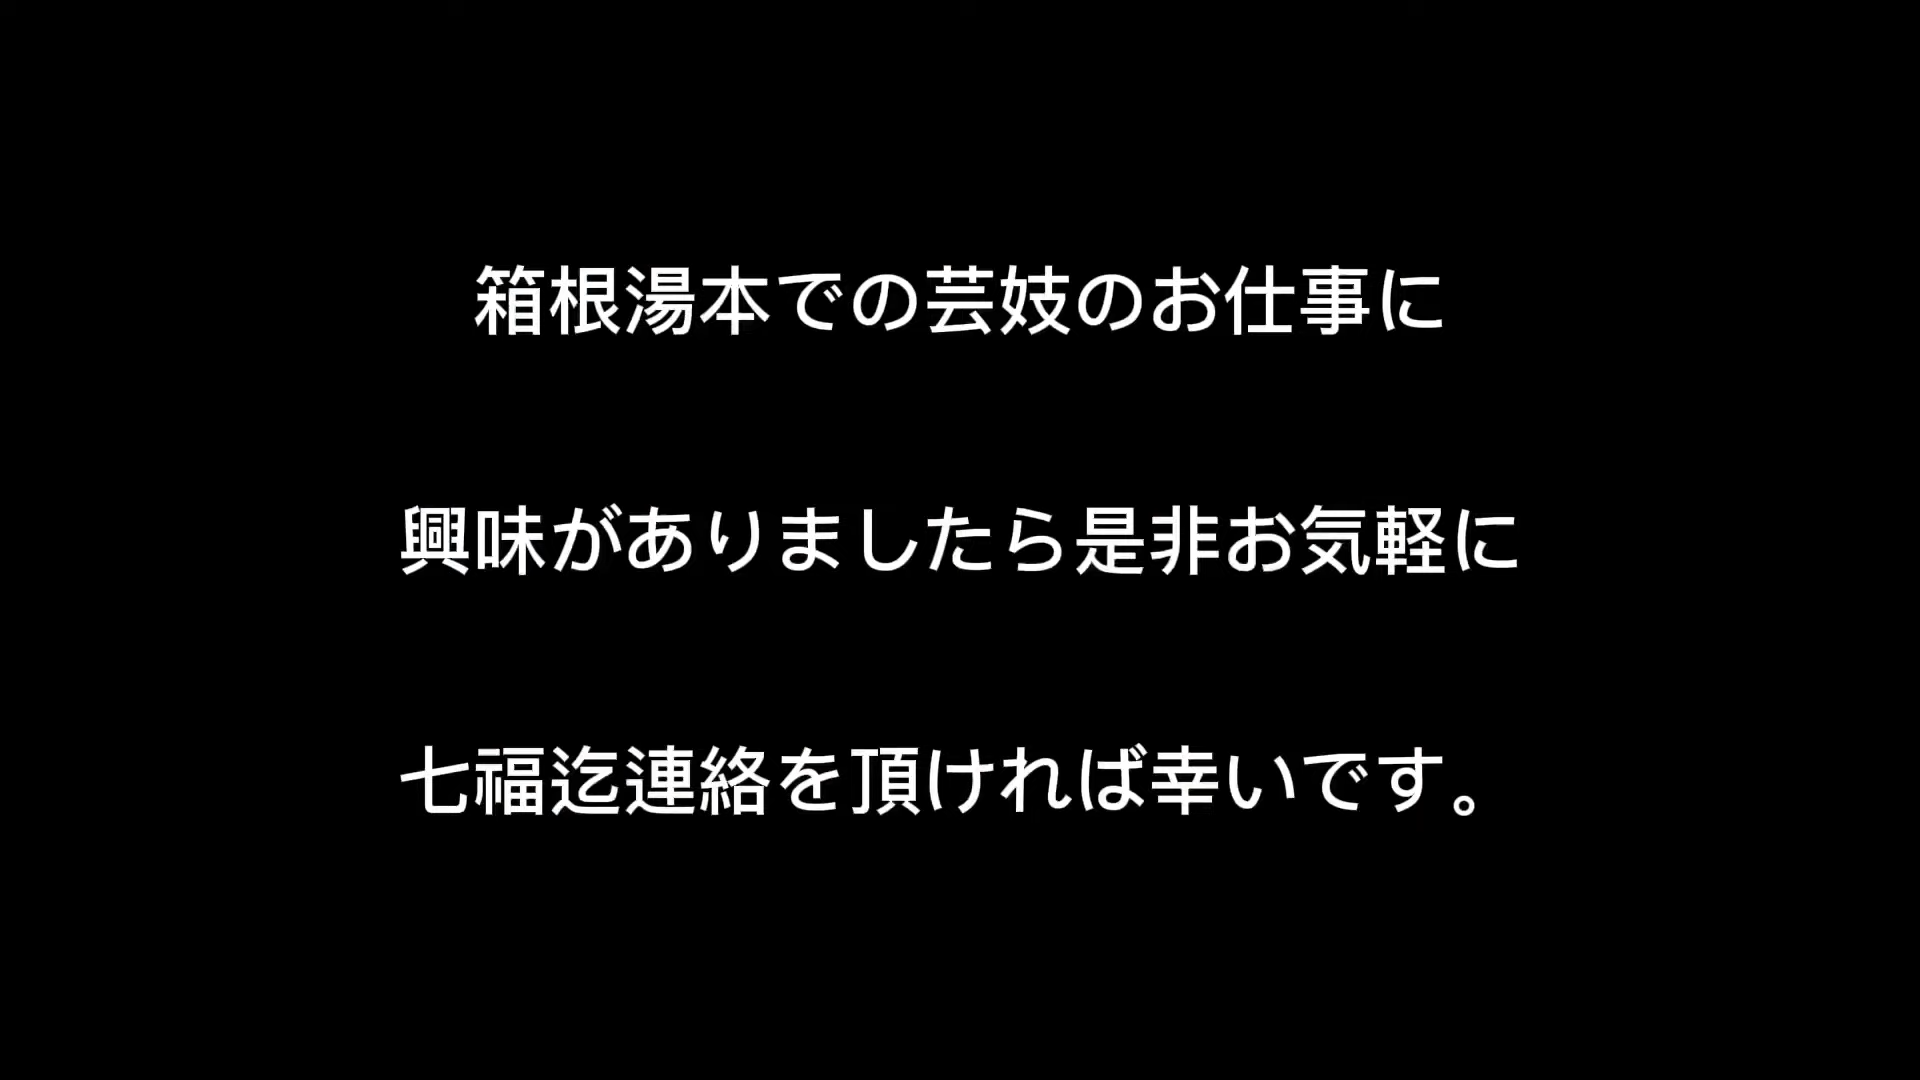 箱根湯本での芸妓のお仕事に
興味がありましたら是非お気軽に
七福迄連絡を頂ければ幸いです。